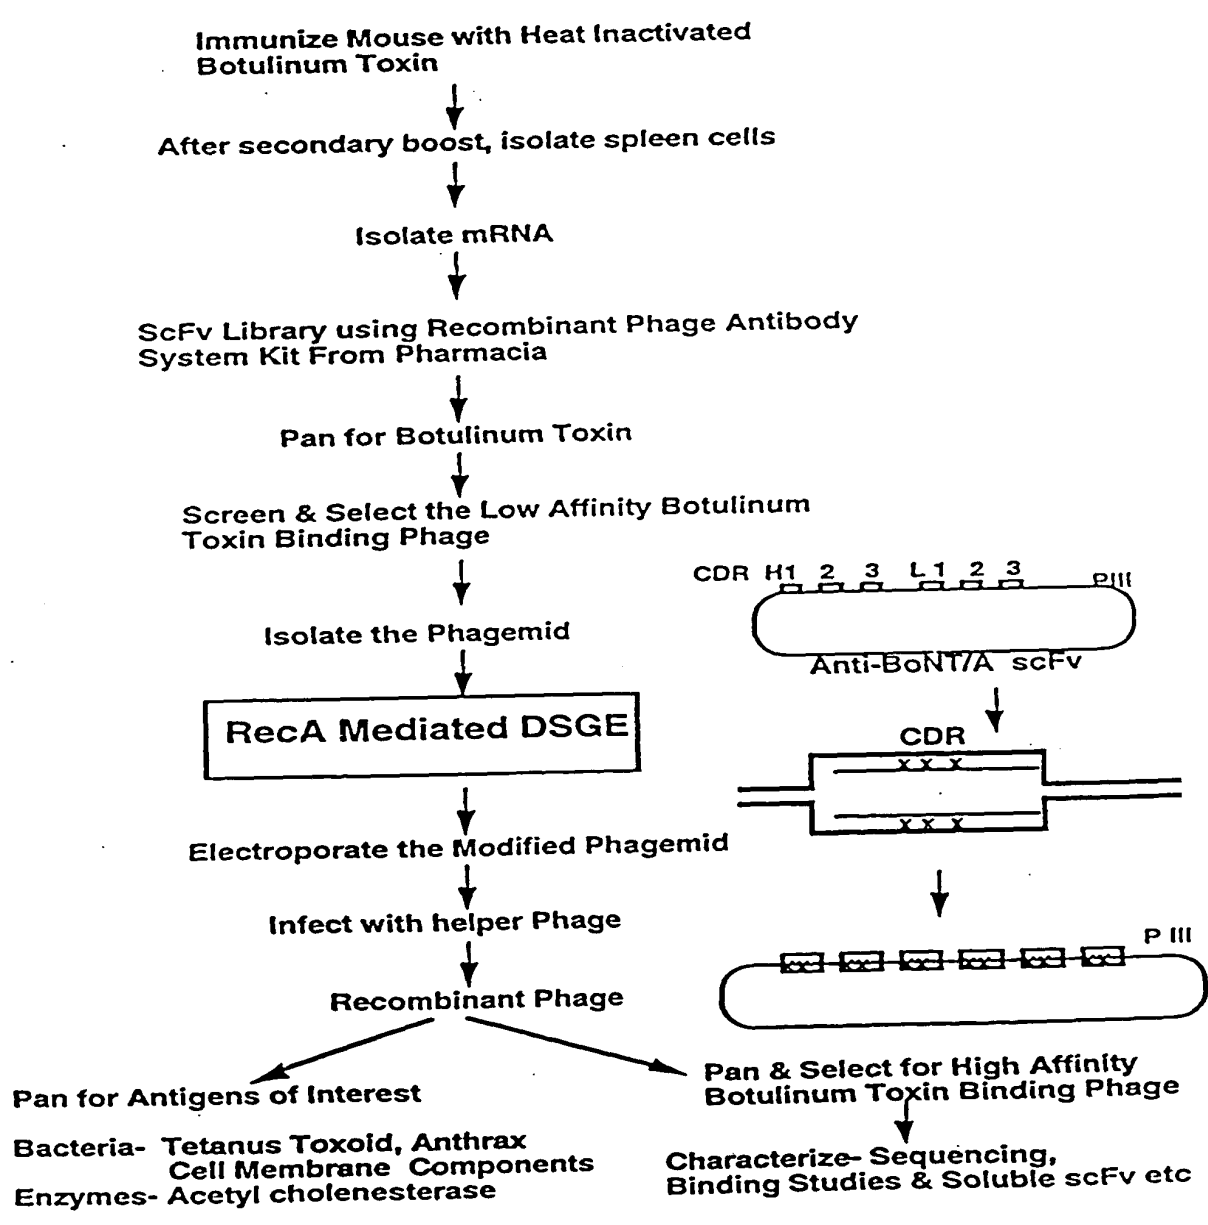 Immunize Mouse with Heat Inactivated
Botulinum Toxin
After secondary boost, isolate spleen cells
Isolate mRNA
ScFv Library using Recombinant Phage Antibody
System Kit From Pharmacia
Pan for Botulinum Toxin
Screen & Select the Low Affinity Botulinum
Toxin Binding Phage
Isolate the Phagemid
RecA Mediated DSGE
Electroporate the Modified Phagemid
Infect with helper Phage
Recombinant Phage
Pan for Antigens of Interest
Bacteria- Tetanus Toxoid, Anthrax
Cell Membrane Components
Enzymes- Acetyl cholenesterase
CDR H1 2 3 L1 2 3 PIII
Anti-BoNT/A scFv
CDR
x x x
x x x
P III
Pan & Select for High Affinity
Botulinum Toxin Binding Phage
Characterize- Sequencing,
Binding Studies & Soluble scFv etc